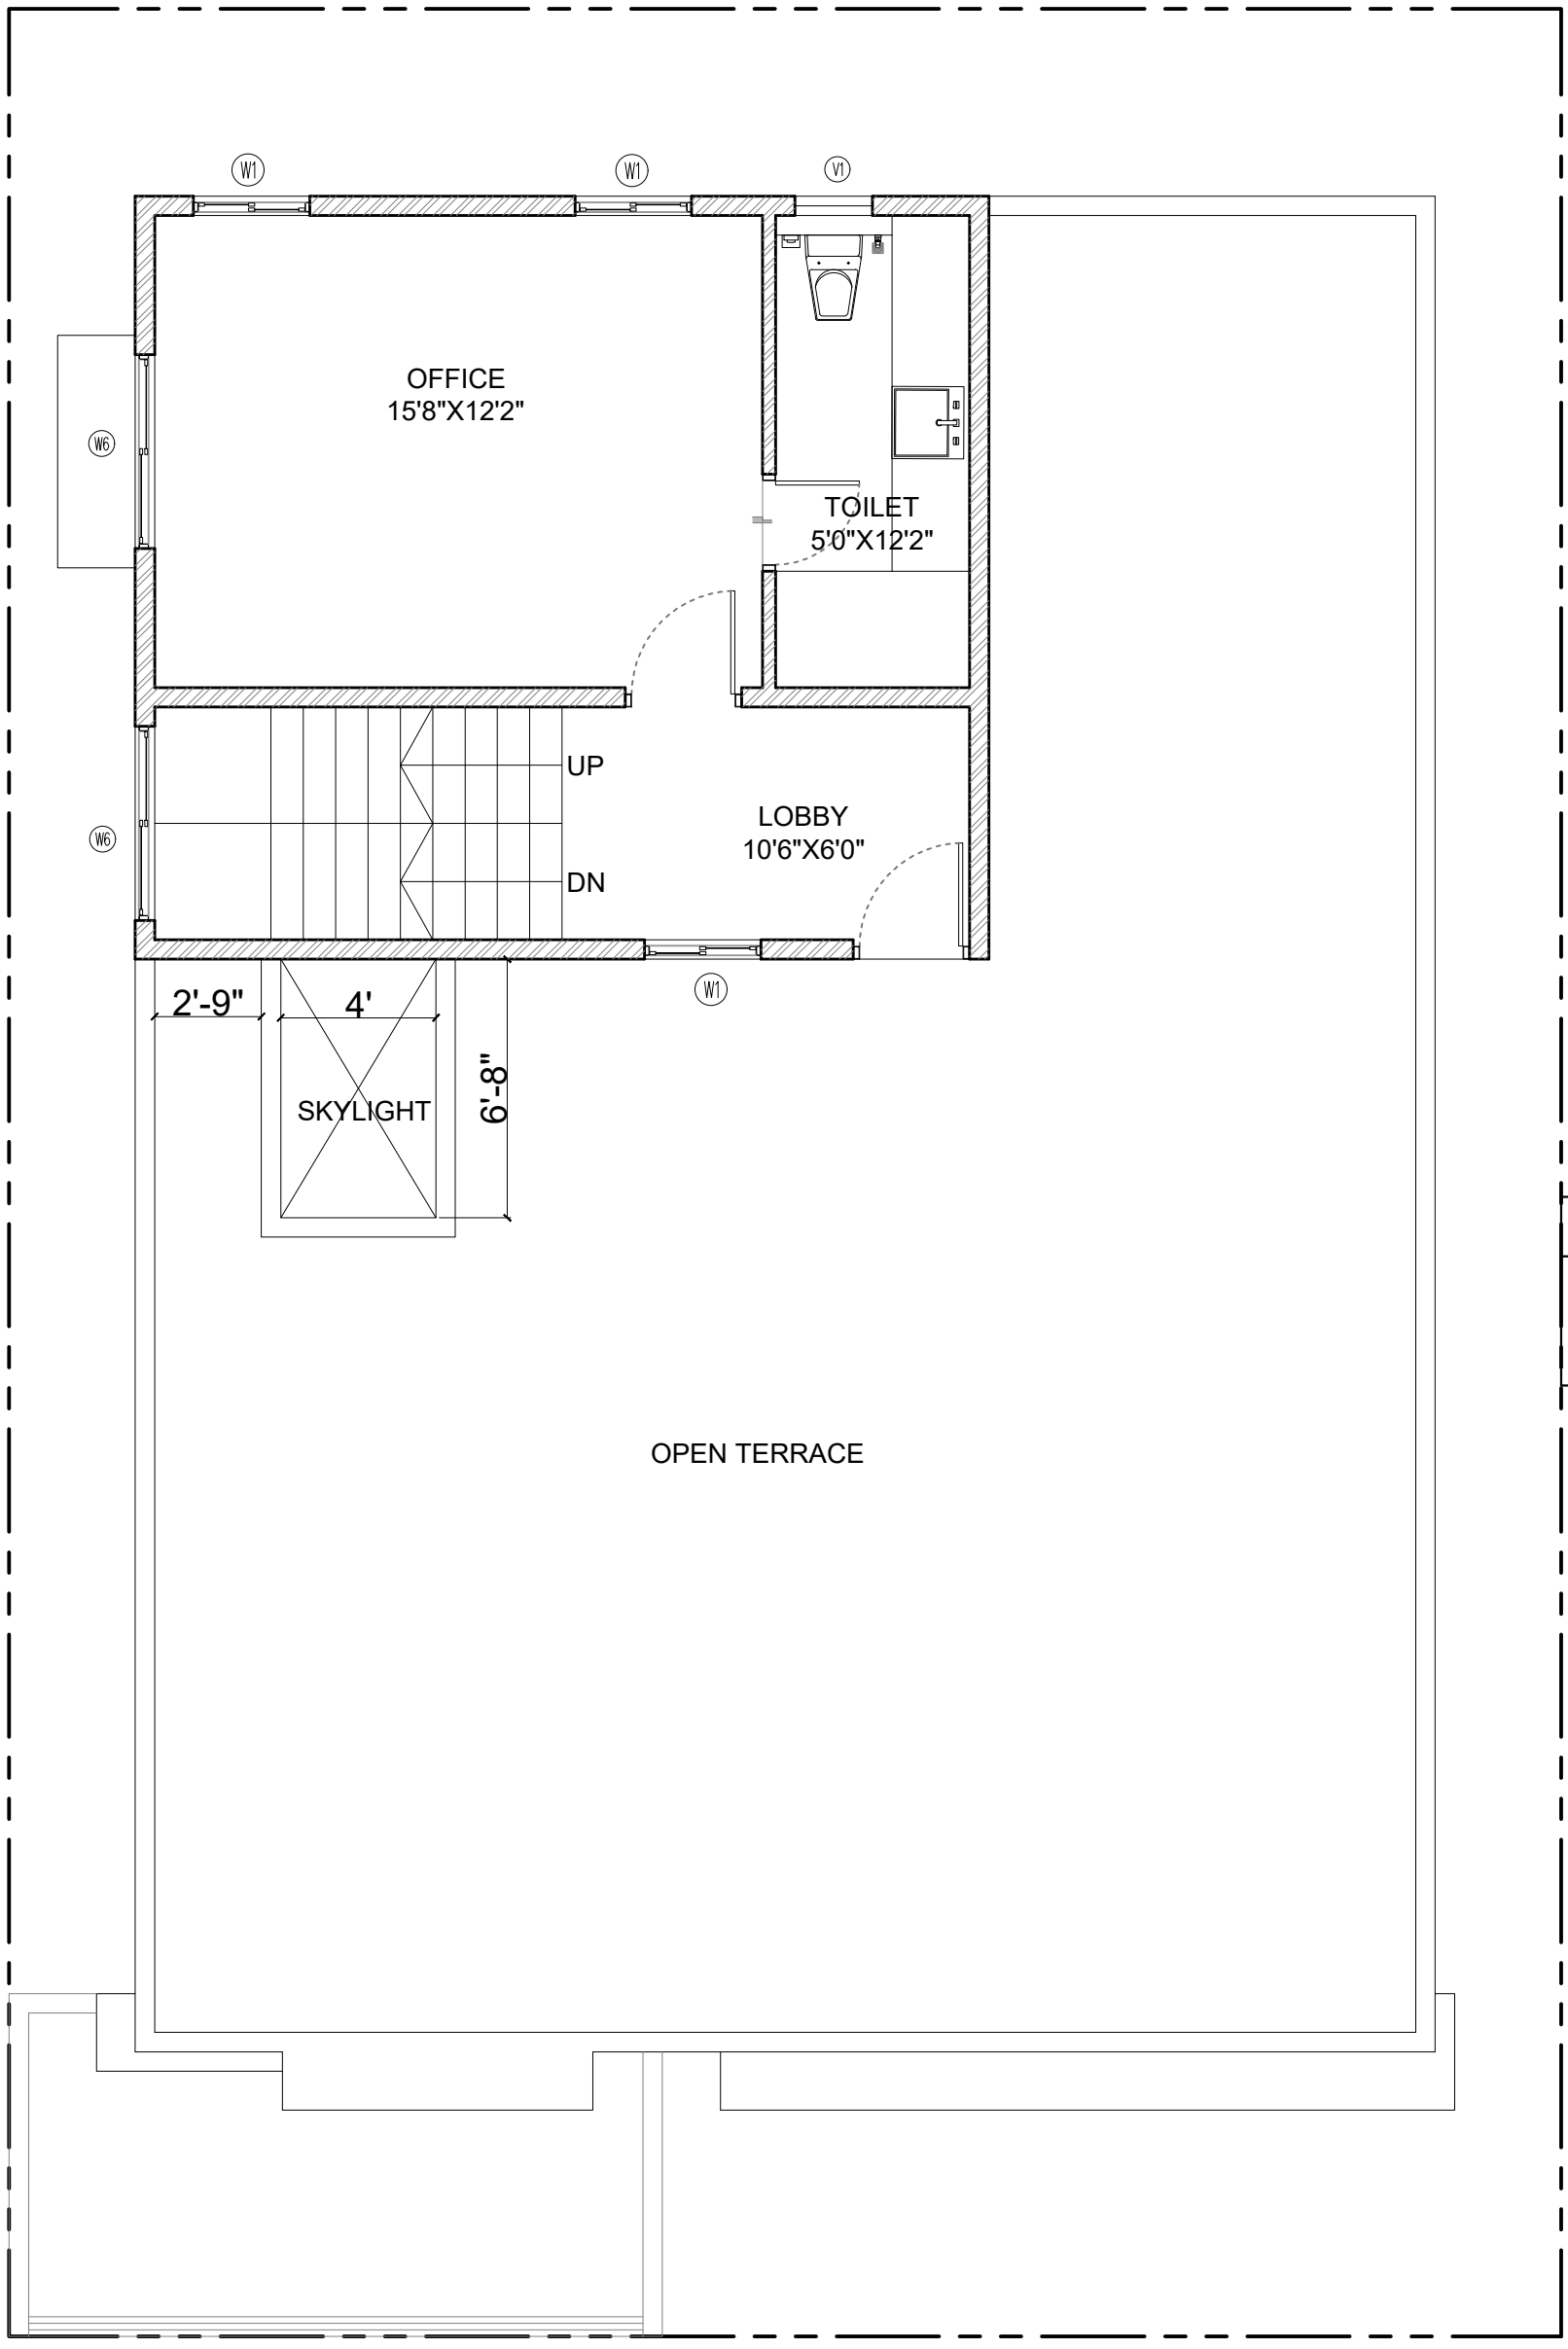 W1
W1
V1
OFFICE
15'8"X12'2"
W6
TOILET
5'0"X12'2"
UP
LOBBY
10'6"X6'0"
W6
DN
W1
2'-9"
4'
6'-8"
SKYLIGHT
OPEN TERRACE